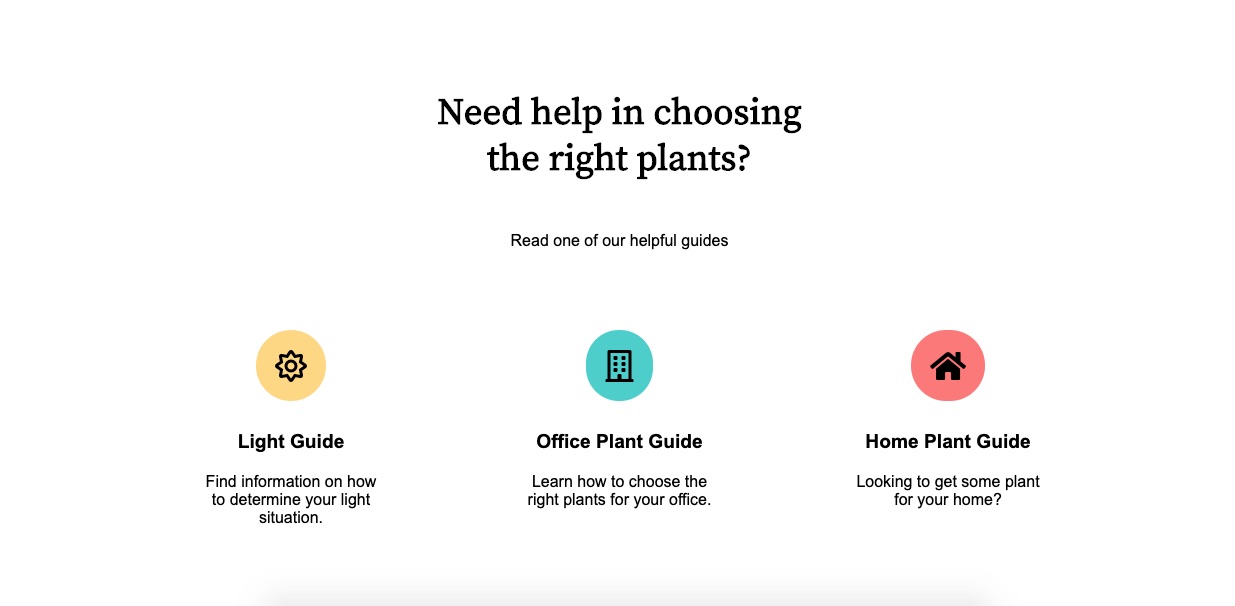 Need help in choosing
the right plants?
Read one of our helpful guides
Light Guide
Find information on how
to determine your light
situation.
Office Plant Guide
Learn how to choose the
right plants for your office.
Home Plant Guide
Looking to get some plant
for your home?